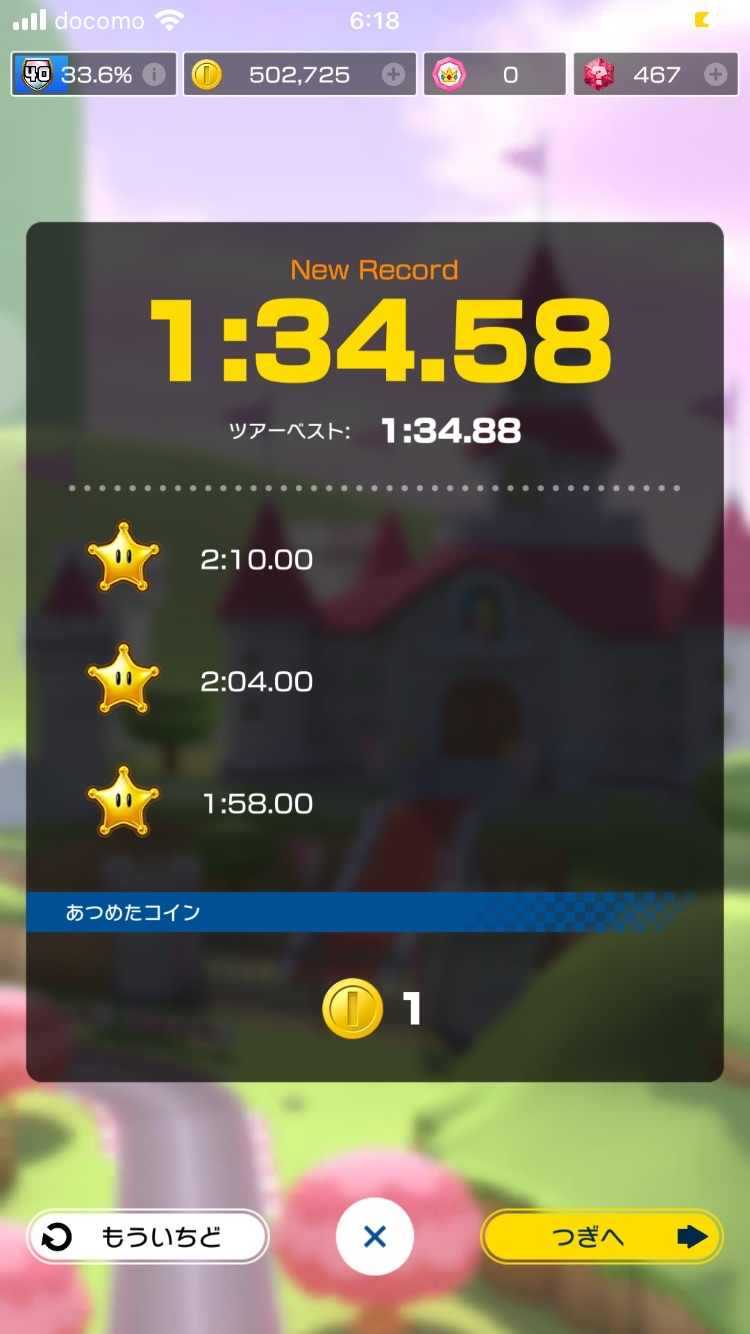 docomo 6:18
40 33.6% i 502,725 + 0 467 +
New Record
1:34.58
ツアーベスト: 1:34.88
2:10.00
2:04.00
1:58.00
あつめたコイン
1
もういちど × つぎへ